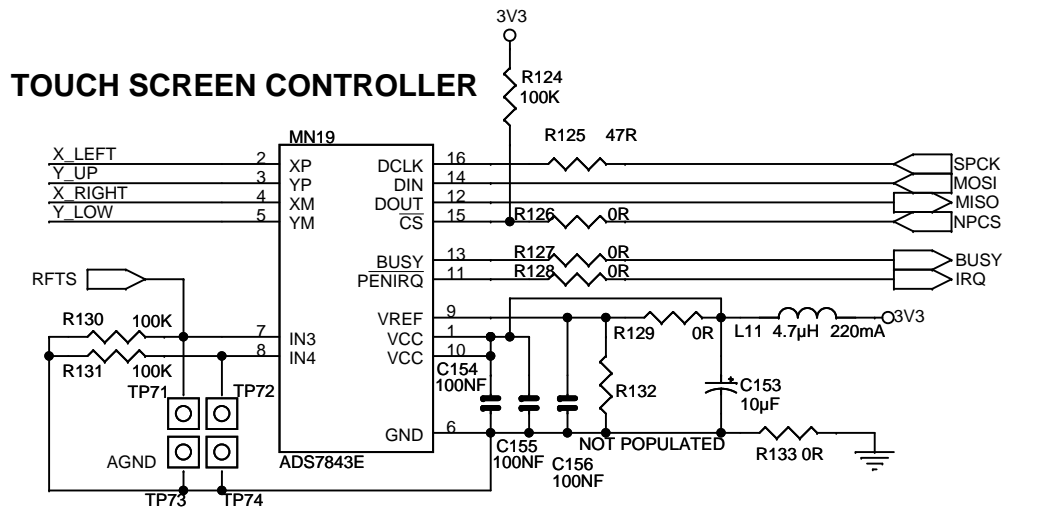 3V3
R124
100K
TOUCH SCREEN CONTROLLER
MN19
R125 47R
X_LEFT 2 XP DCLK 16 SPCK
Y_UP 3 YP DIN 14 MOSI
X_RIGHT 4 XM DOUT 12 MISO
Y_LOW 5 YM CS 15 R126 0R NPCS
BUSY 13 R127 0R BUSY
PENIRQ 11 R128 0R IRQ
RFTS
VREF 9
R130 100K 7 IN3 VCC 1 R129 0R L11 4.7µH 220mA 3V3
R131 100K 8 IN4 VCC 10
C154
100NF
R132
+
C153
10µF
TP71 TP72
GND 6
NOT POPULATED
AGND
ADS7843E
C155
100NF
C156
100NF
R133 0R
TP73 TP74